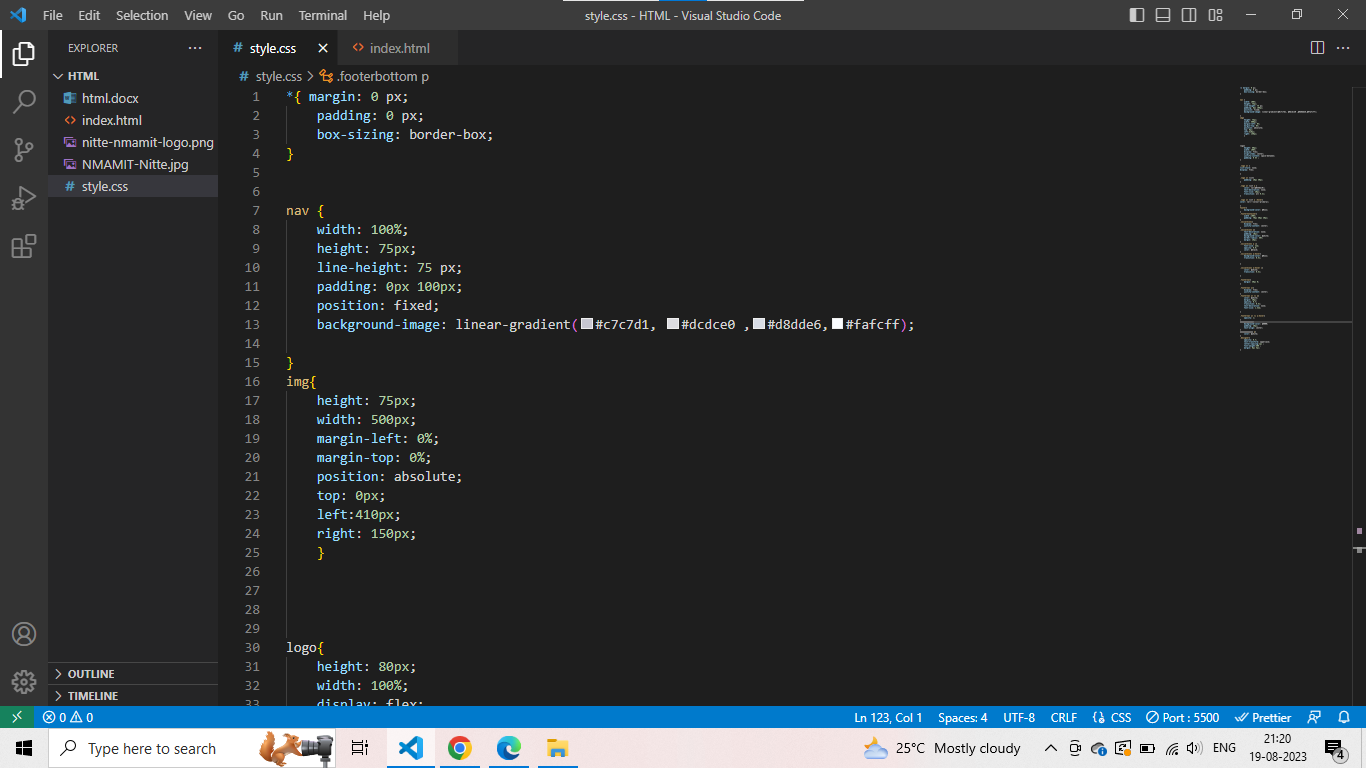 File Edit Selection View Go Run Terminal Help style.css - HTML - Visual Studio Code
EXPLORER
HTML
html.docx
index.html
nitte-nmamit-logo.png
NMAMIT-Nitte.jpg
# style.css
OUTLINE
TIMELINE
# style.css index.html
# style.css > .footerbottom p
1 *{ margin: 0 px;
2 padding: 0 px;
3 box-sizing: border-box;
4 }
5
6
7 nav {
8 width: 100%;
9 height: 75px;
10 line-height: 75 px;
11 padding: 0px 100px;
12 position: fixed;
13 background-image: linear-gradient(#c7c7d1, #dcdce0 ,#d8dde6,#fafcff);
14
15 }
16 img{
17 height: 75px;
18 width: 500px;
19 margin-left: 0%;
20 margin-top: 0%;
21 position: absolute;
22 top: 0px;
23 left:410px;
24 right: 150px;
25 }
26
27
28
29
30 logo{
31 height: 80px;
32 width: 100%;
33 display: flex;
0 0 Ln 123, Col 1 Spaces: 4 UTF-8 CRLF CSS Port : 5500 Prettier
Type here to search 25°C Mostly cloudy ENG 21:20
19-08-2023 4